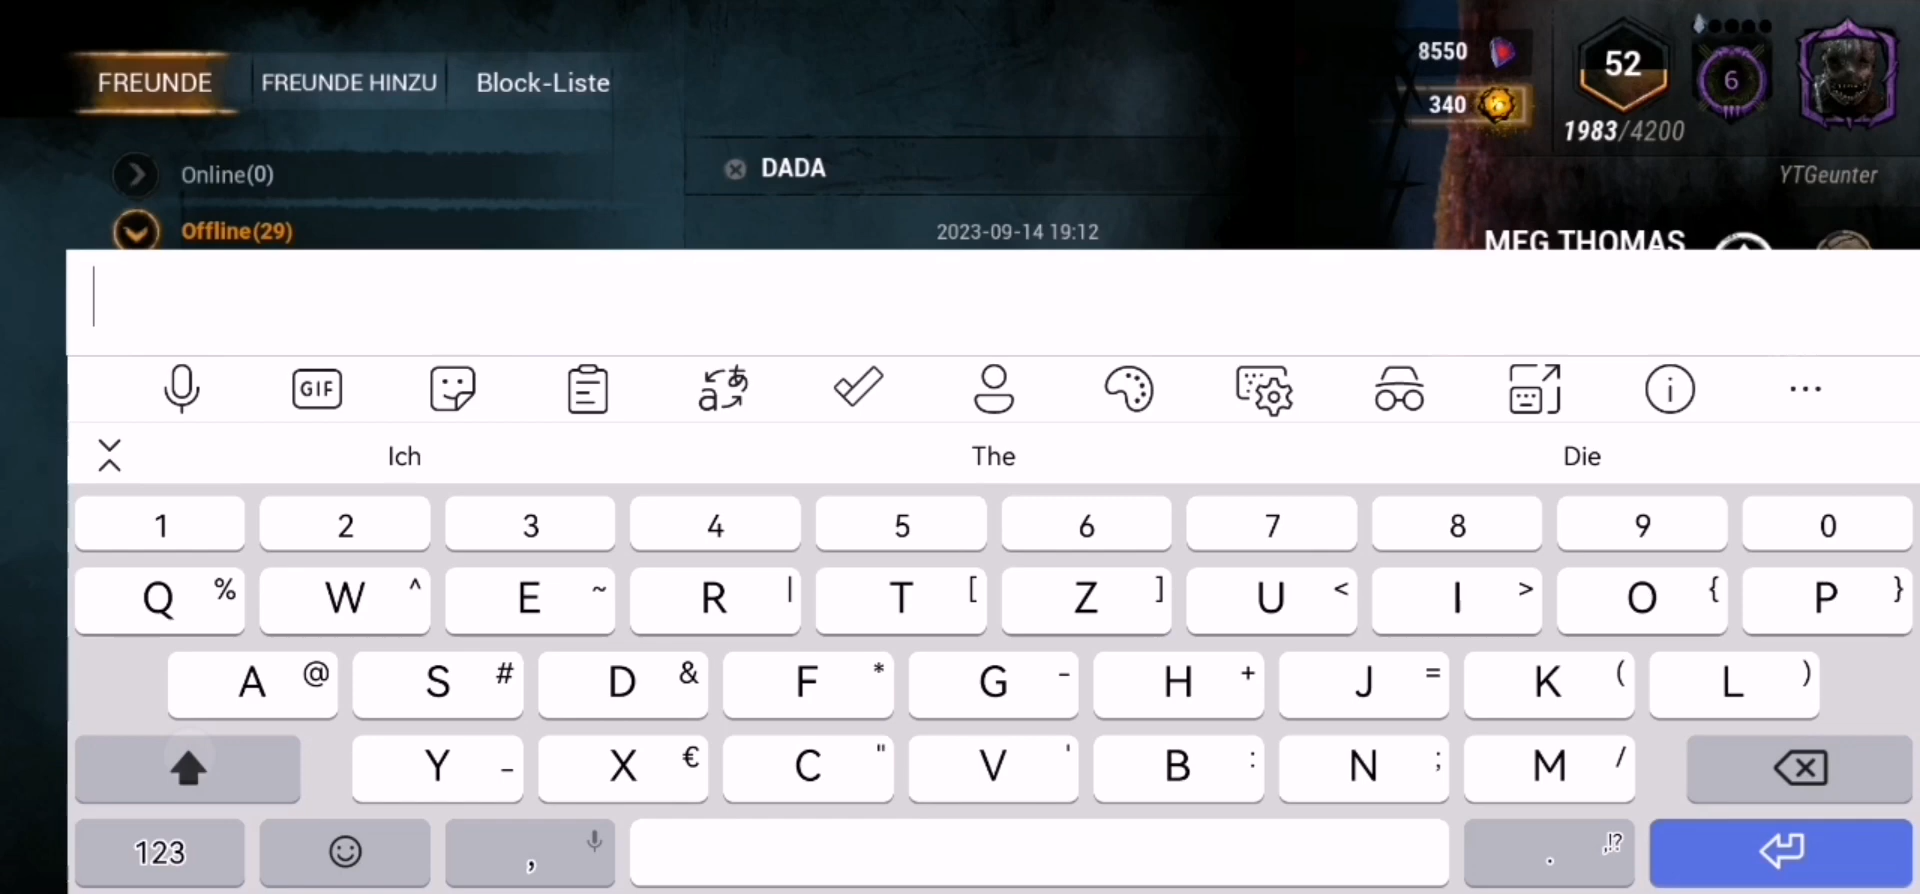 FREUNDE
FREUNDE HINZU
Block-Liste
8550
340
52
1983/4200
6
YTGeunter
Online(0)
DADA
Offline(29)
2023-09-14 19:12
MEG THOMAS
GIF
aあ
i
...
Ich
The
Die
1 2 3 4 5 6 7 8 9 0
Q % W ^ E ~ R | T [ Z ] U < I > O { P }
A @ S # D & F * G - H + J = K ( L )
Y _ X € C " V ' B : N ; M /
123 , . ,!?